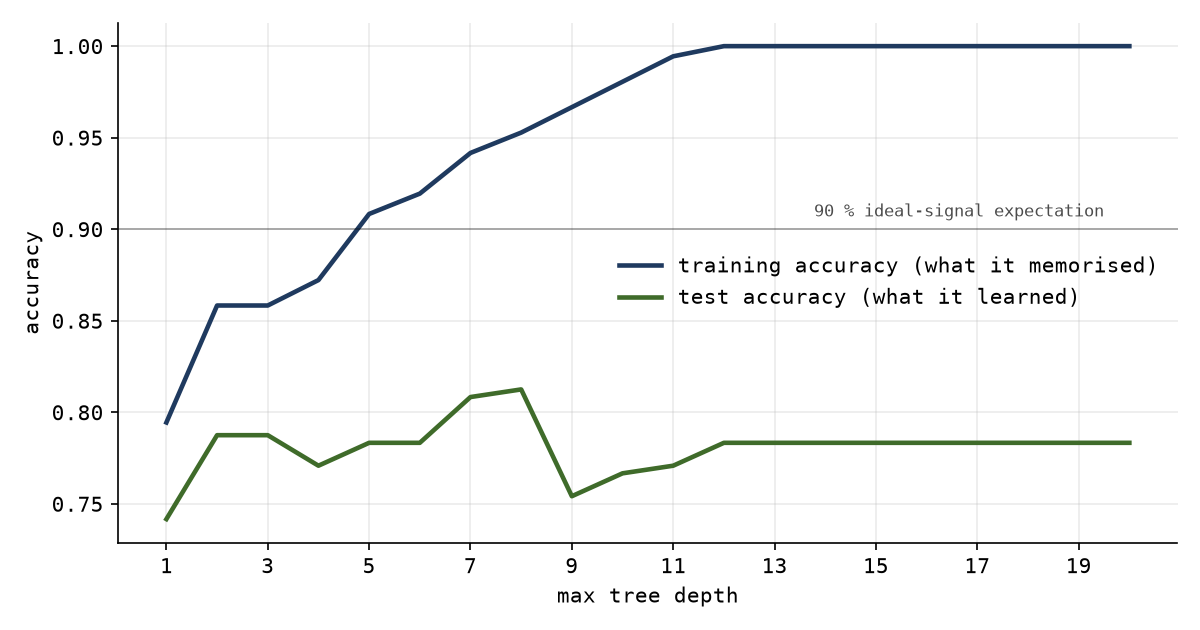 1.00
0.95
0.90
0.85
0.80
0.75
accuracy
90 % ideal-signal expectation
training accuracy (what it memorised)
test accuracy (what it learned)
1 3 5 7 9 11 13 15 17 19
max tree depth